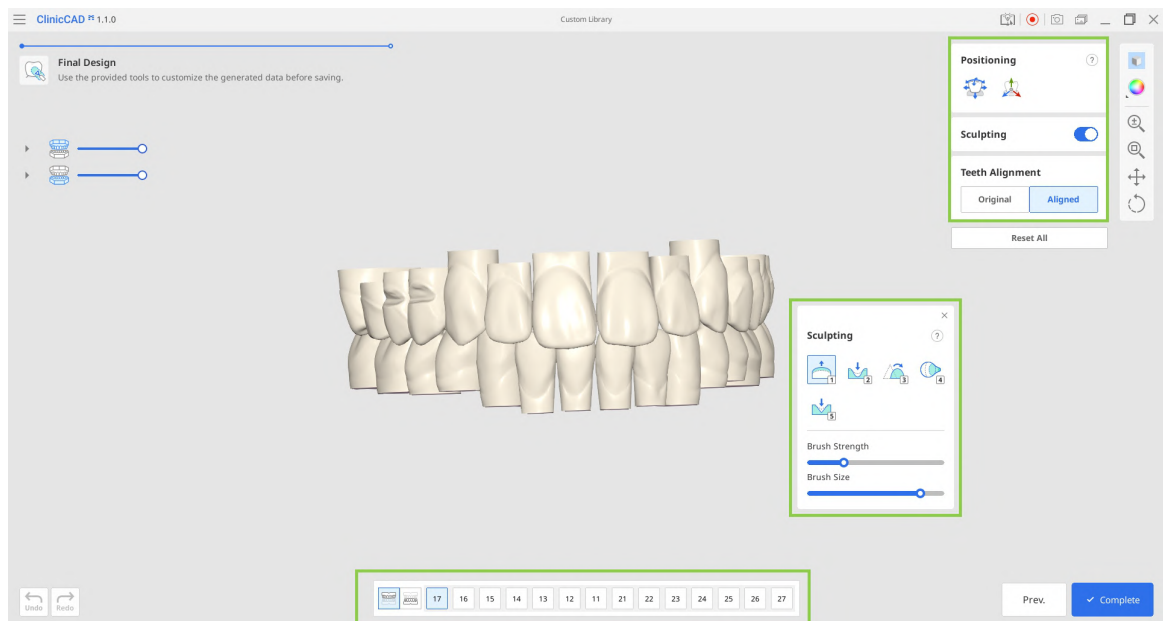 ClinicCAD 1.1.0
Custom Library
Final Design
Use the provided tools to customize the generated data before saving.
Positioning
?
Sculpting
Teeth Alignment
Original Aligned
Reset All
Sculpting
?
1 2 3 4
5
Brush Strength
Brush Size
Undo Redo
17 16 15 14 13 12 11 21 22 23 24 25 26 27
Prev. Complete